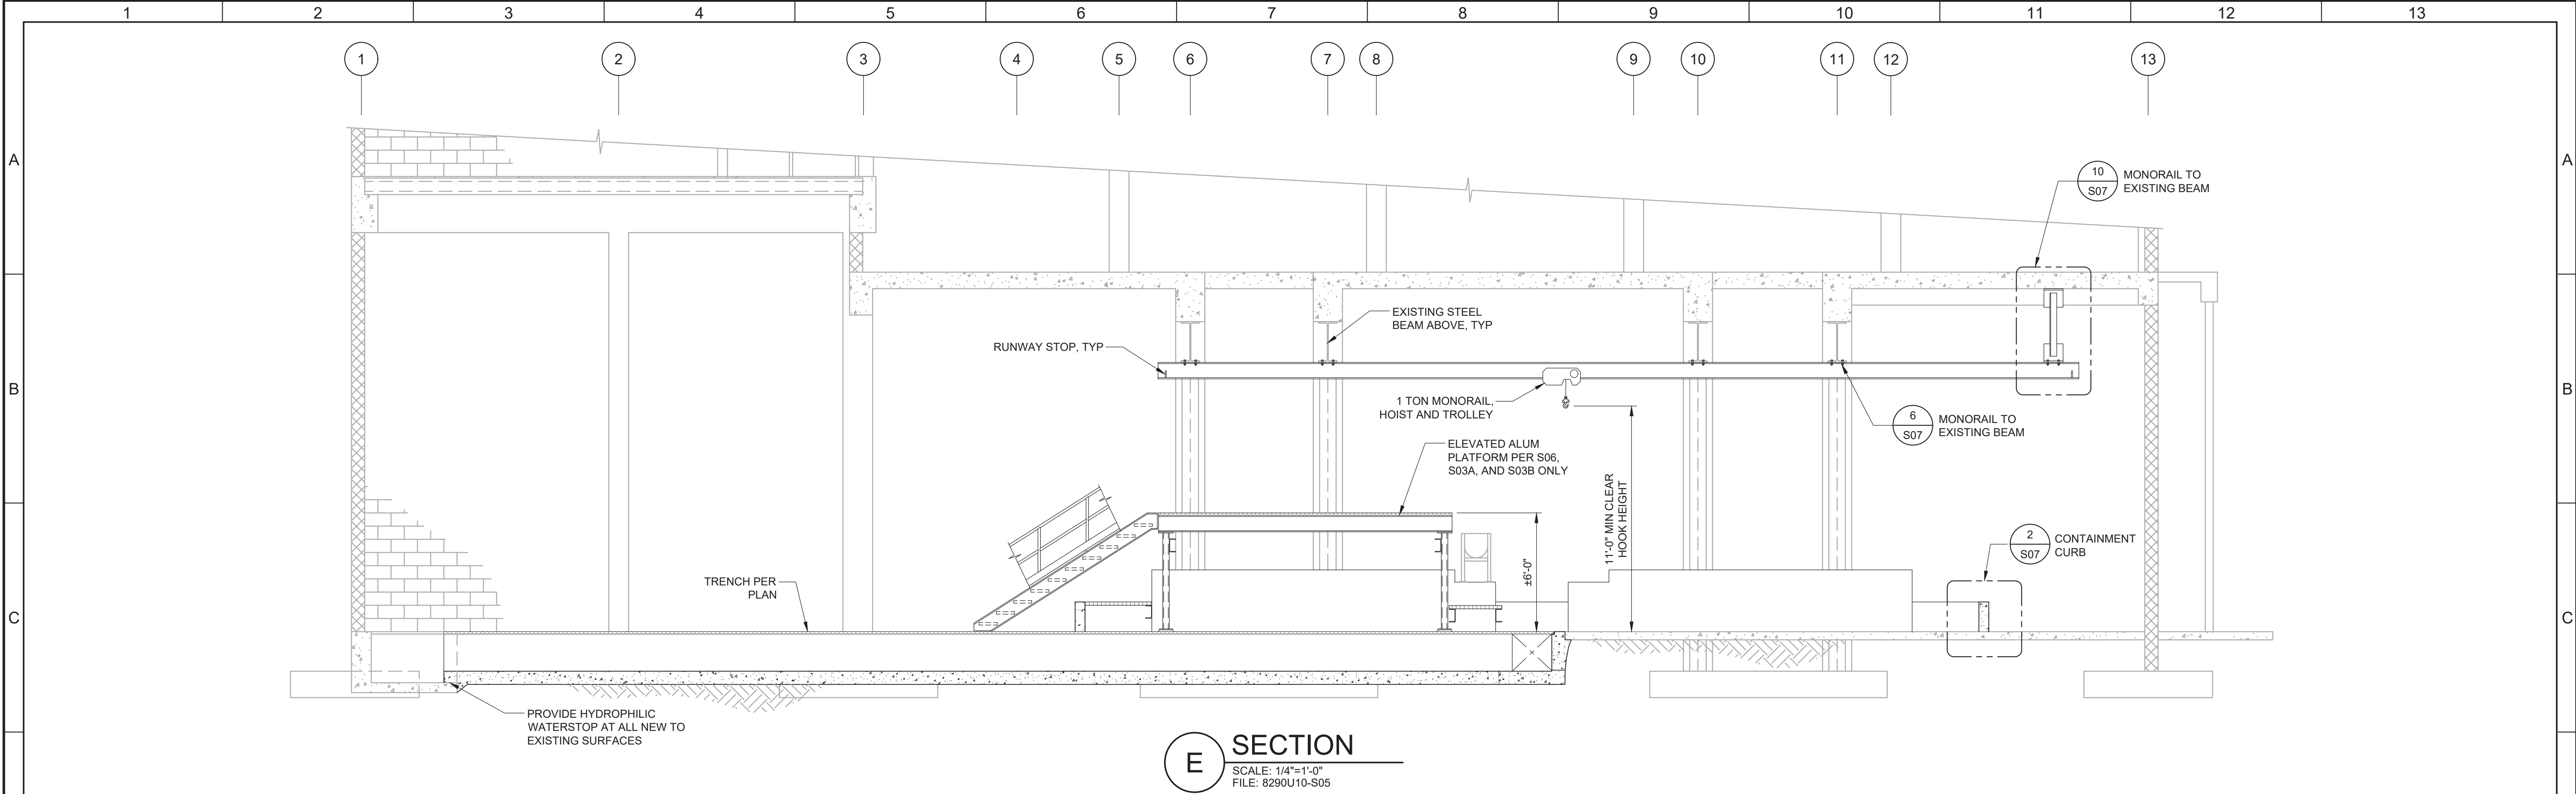 1 2 3 4 5 6 7 8 9 10 11 12 13
1 2 3 4 5 6 7 8 9 10 11 12 13
A
A
10
S07
MONORAIL TO
EXISTING BEAM
EXISTING STEEL
BEAM ABOVE, TYP
RUNWAY STOP, TYP
B
B
1 TON MONORAIL,
HOIST AND TROLLEY
6
S07
MONORAIL TO
EXISTING BEAM
ELEVATED ALUM
PLATFORM PER S06,
S03A, AND S03B ONLY
11'-0" MIN CLEAR
HOOK HEIGHT
2
S07
CONTAINMENT
CURB
±6'-0"
TRENCH PER
PLAN
C
C
PROVIDE HYDROPHILIC
WATERSTOP AT ALL NEW TO
EXISTING SURFACES
E
SECTION
SCALE: 1/4"=1'-0"
FILE: 8290U10-S05